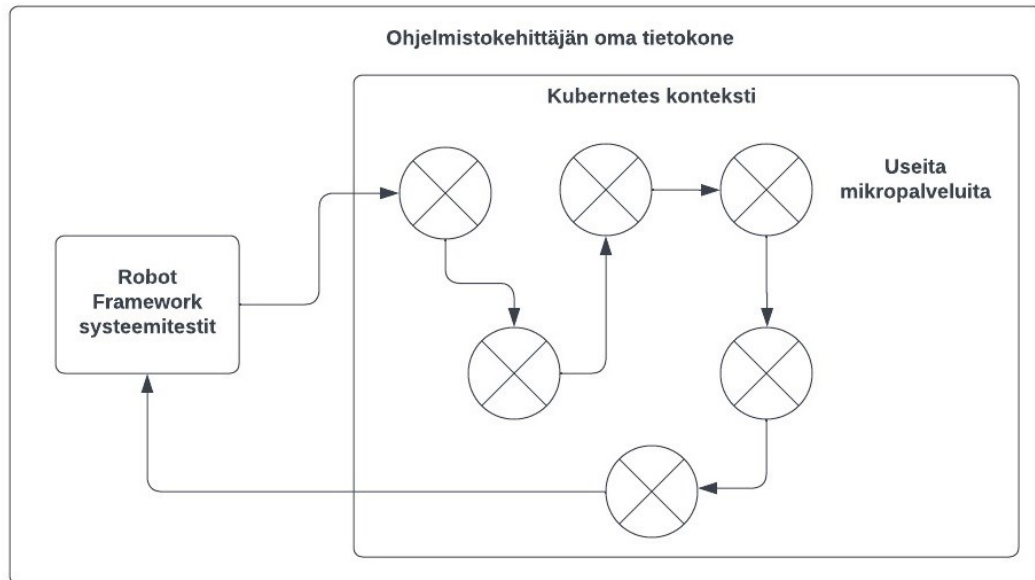 Ohjelmistokehittäjän oma tietokone
Kubernetes konteksti
Useita
mikropalveluita
Robot
Framework
systeemitestit